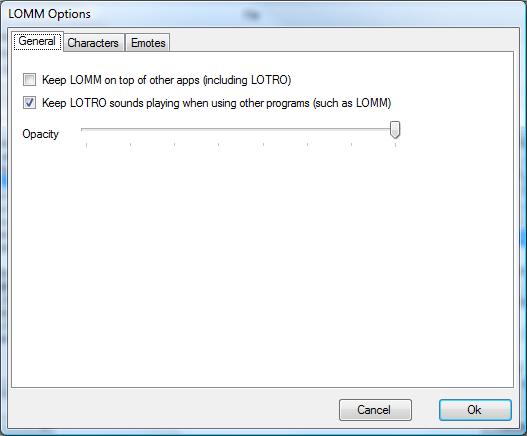 LOMM Options
General Characters Emotes
Keep LOMM on top of other apps (including LOTRO)
Keep LOTRO sounds playing when using other programs (such as LOMM)
Opacity
Cancel Ok